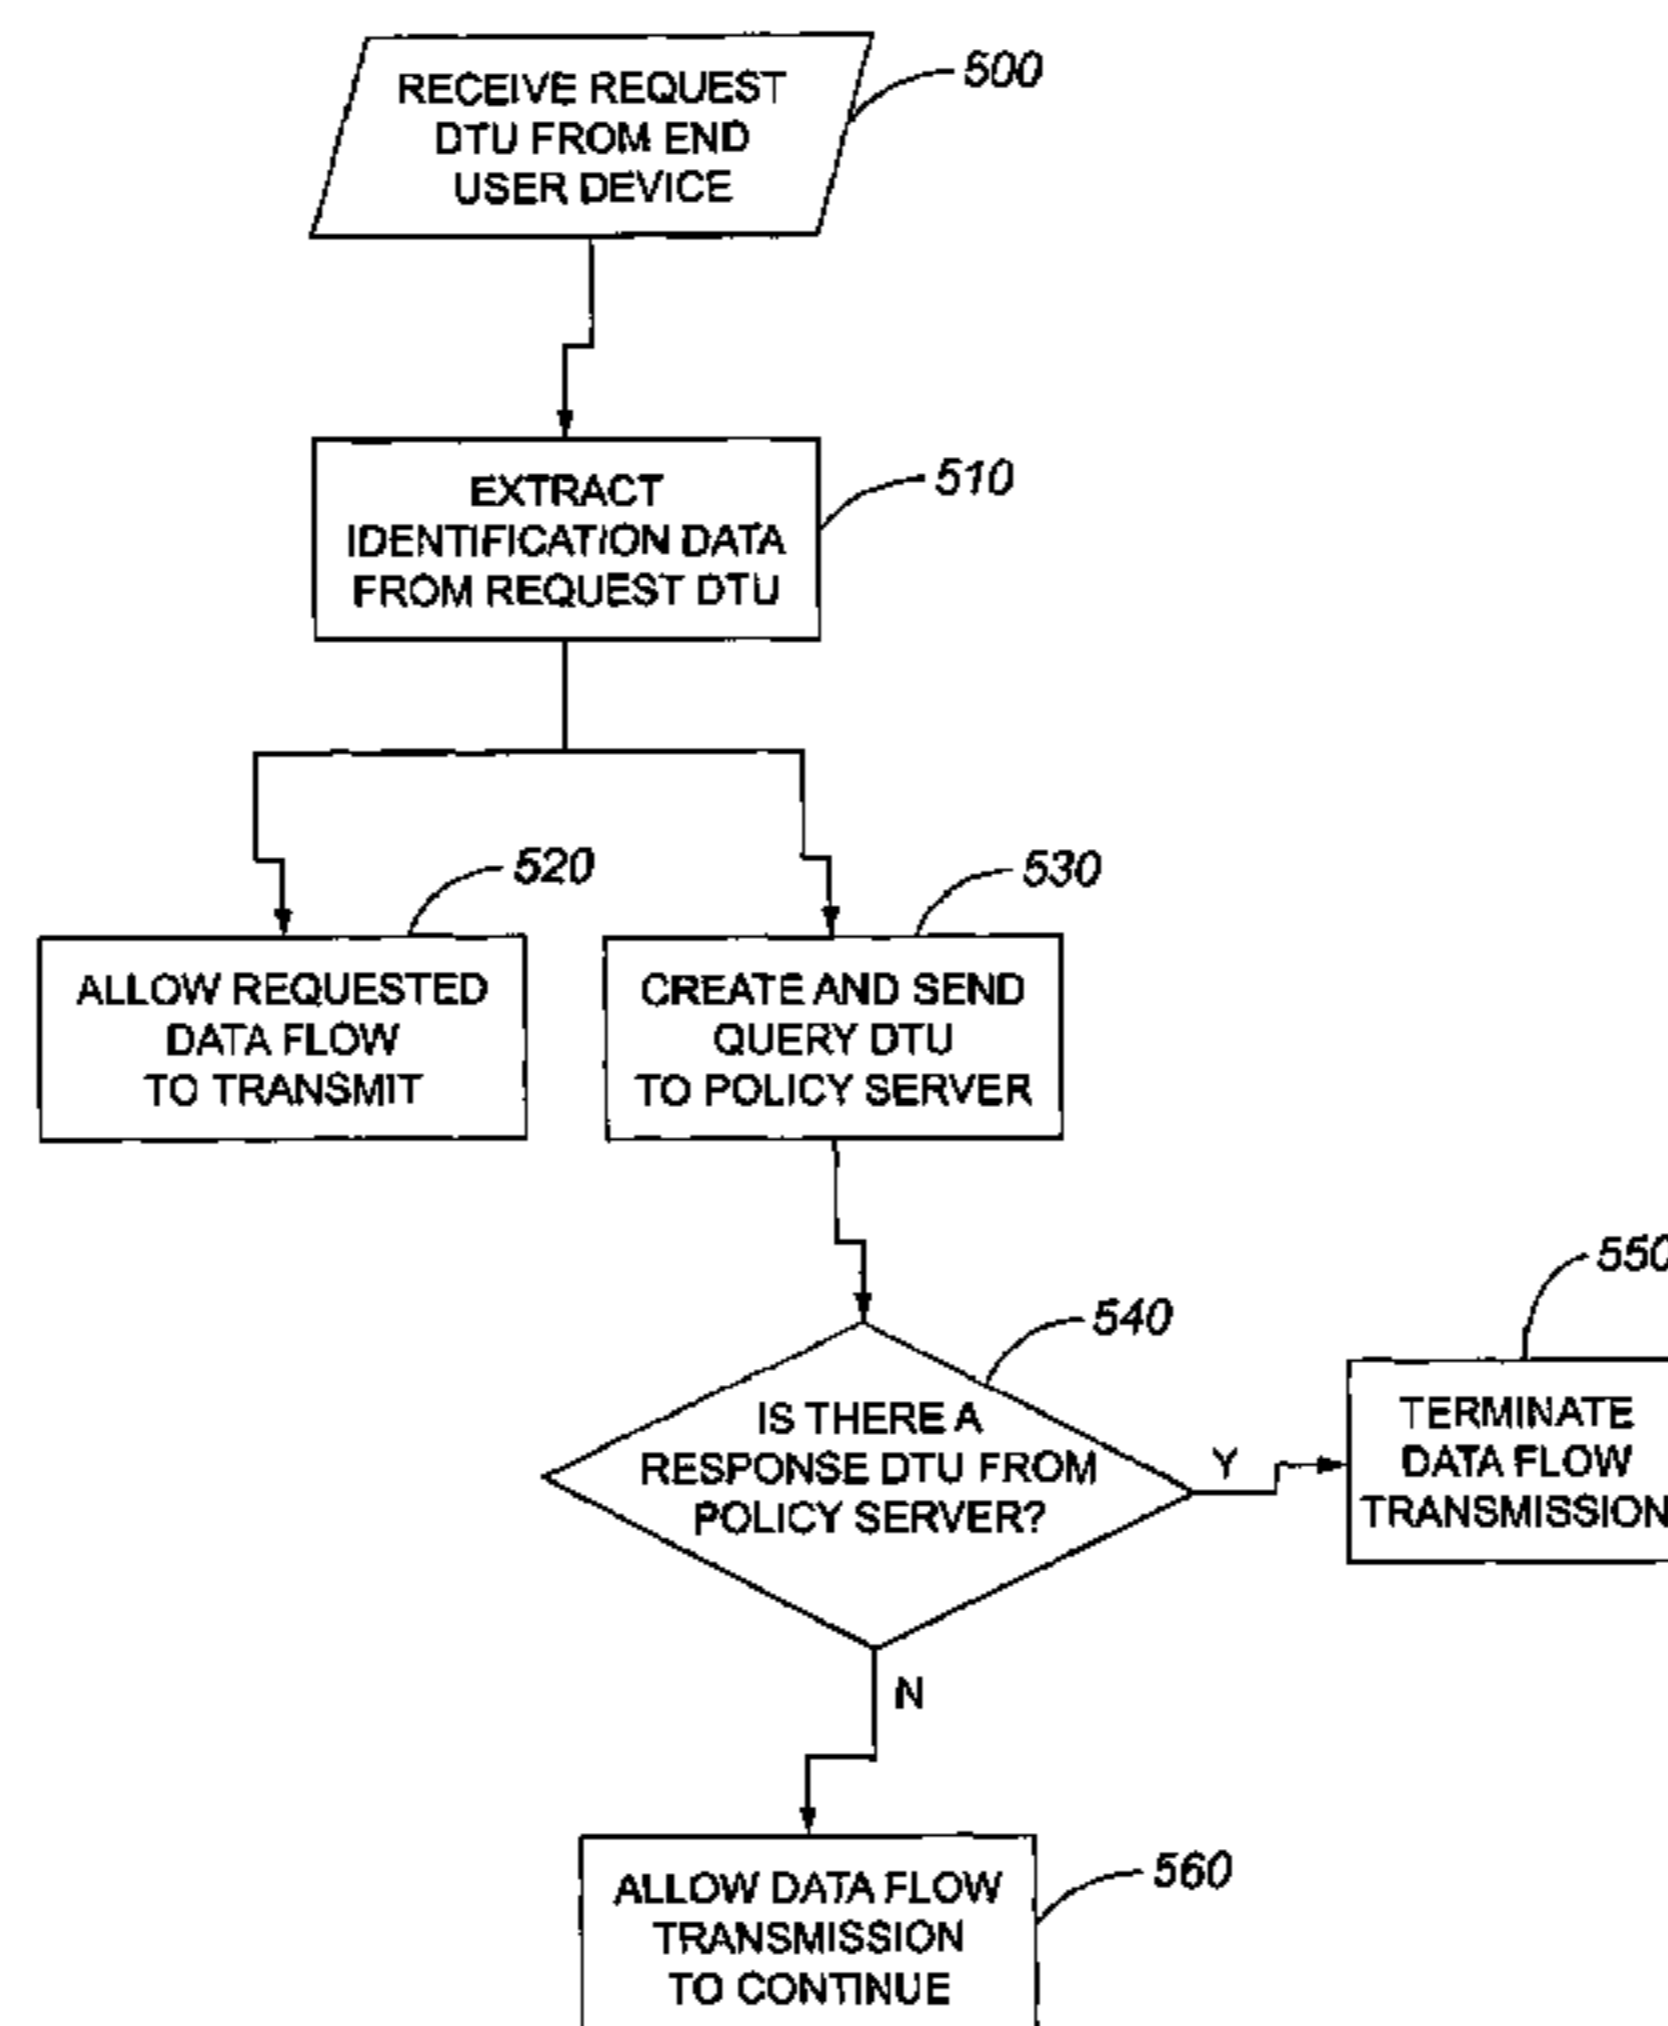 RECEIVE REQUEST
DTU FROM END
USER DEVICE
500
EXTRACT
IDENTIFICATION DATA
FROM REQUEST DTU
510
520
ALLOW REQUESTED
DATA FLOW
TO TRANSMIT
530
CREATE AND SEND
QUERY DTU
TO POLICY SERVER
540
IS THERE A
RESPONSE DTU FROM
POLICY SERVER?
Y
550
TERMINATE
DATA FLOW
TRANSMISSION
N
ALLOW DATA FLOW
TRANSMISSION
TO CONTINUE
560